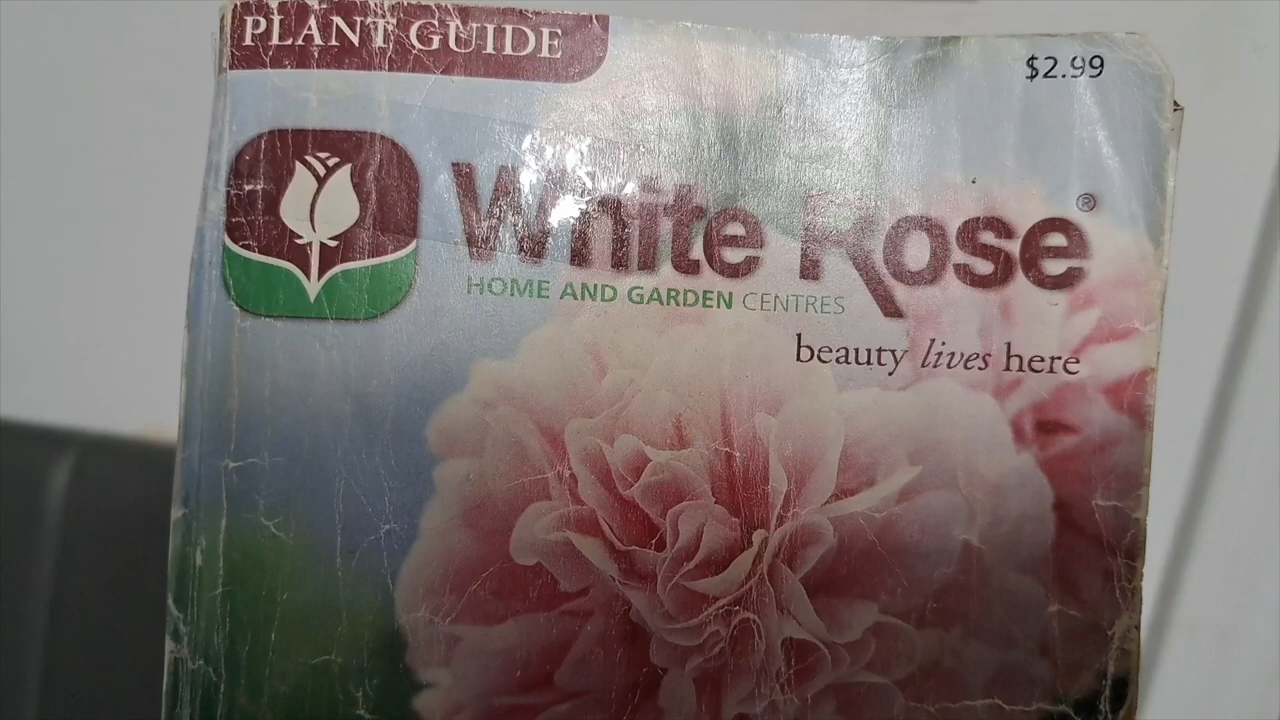 PLANT GUIDE
$2.99
White Rose®
HOME AND GARDEN CENTRES
beauty lives here